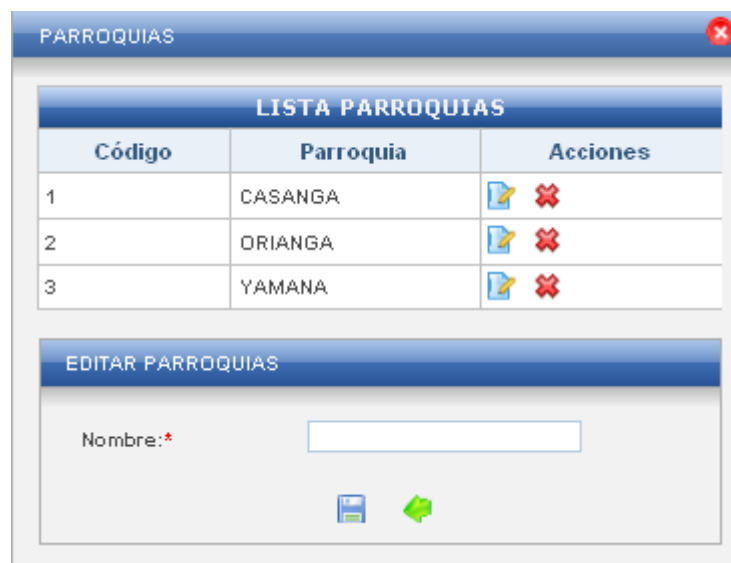 PARROQUIAS
LISTA PARROQUIAS
Código Parroquia Acciones
1 CASANGA
2 ORIANGA
3 YAMANA
EDITAR PARROQUIAS
Nombre:*